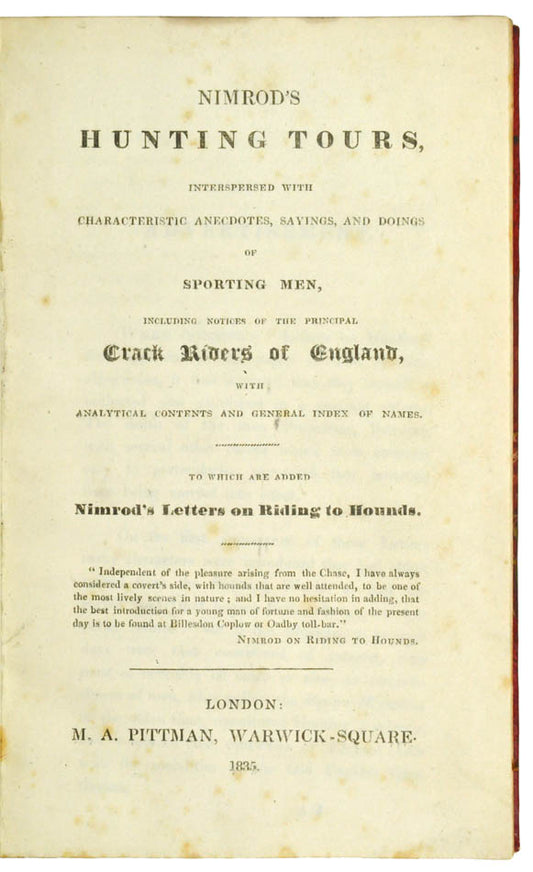 NIMROD'S
HUNTING TOURS,
INTERSPERSED WITH
CHARACTERISTIC ANECDOTES, SAYINGS, AND DOINGS
OF
SPORTING MEN,
INCLUDING NOTICES OF THE PRINCIPAL
Crack Riders of England,
WITH
ANALYTICAL CONTENTS AND GENERAL INDEX OF NAMES.
TO WHICH ARE ADDED
Nimrod's Letters on Riding to Hounds.
" Independent of the pleasure arising from the Chase, I have always
considered a covert's side, with hounds that are well attended, to be one of
the most lively scenes in nature ; and I have no hesitation in adding, that
the best introduction for a young man of fortune and fashion of the present
day is to be found at Billesdon Coplow or Oadby toll-bar."
NIMROD ON RIDING TO HOUNDS.
LONDON:
M. A. PITTMAN, WARWICK-SQUARE.
1835.